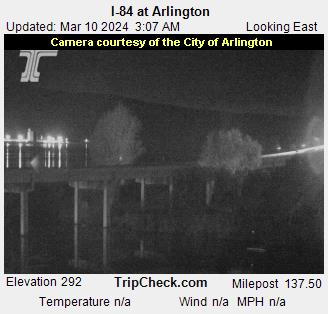 I-84 at Arlington
Updated: Mar 10 2024 3:07 AM Looking East
Camera courtesy of the City of Arlington
Elevation 292 TripCheck.com Milepost 137.50
Temperature n/a Wind n/a MPH n/a